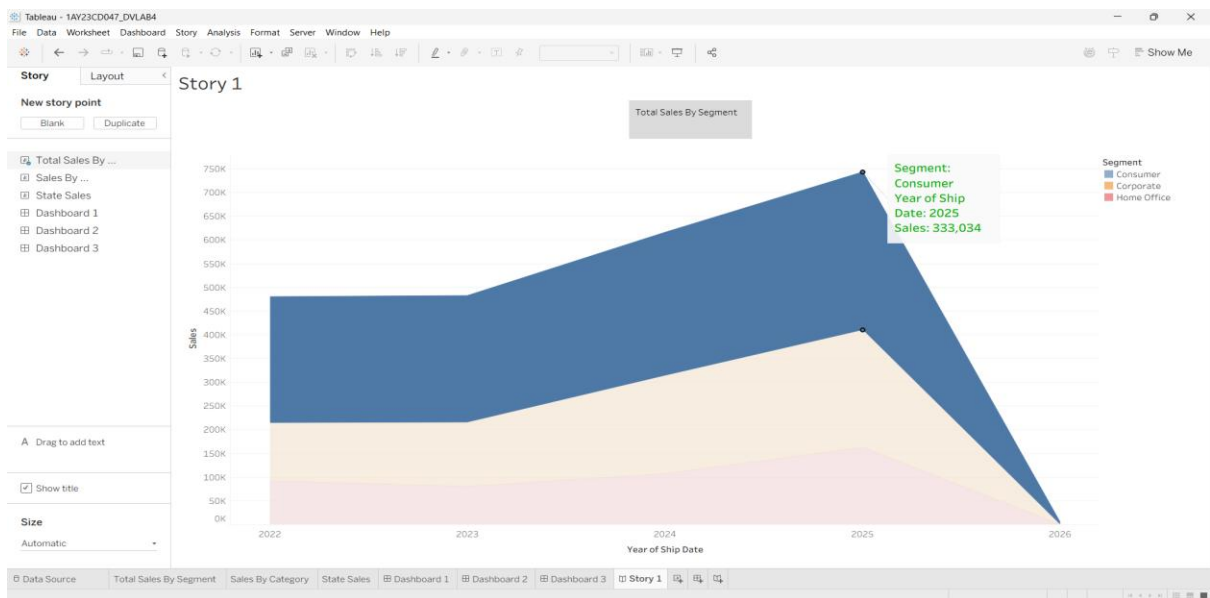 Tableau - 1AY23CD047_DVLAB4
File Data Worksheet Dashboard Story Analysis Format Server Window Help
Show Me
Story Layout
New story point
Blank Duplicate
Total Sales By ...
Sales By ...
State Sales
Dashboard 1
Dashboard 2
Dashboard 3
A Drag to add text
Show title
Size
Automatic
Story 1
Total Sales By Segment
750K
700K
650K
600K
550K
500K
450K
400K
350K
300K
250K
200K
150K
100K
50K
0K
Sales
2022 2023 2024 2025 2026
Year of Ship Date
Segment:
Consumer
Year of Ship
Date: 2025
Sales: 333,034
Segment
Consumer
Corporate
Home Office
Data Source Total Sales By Segment Sales By Category State Sales Dashboard 1 Dashboard 2 Dashboard 3 Story 1